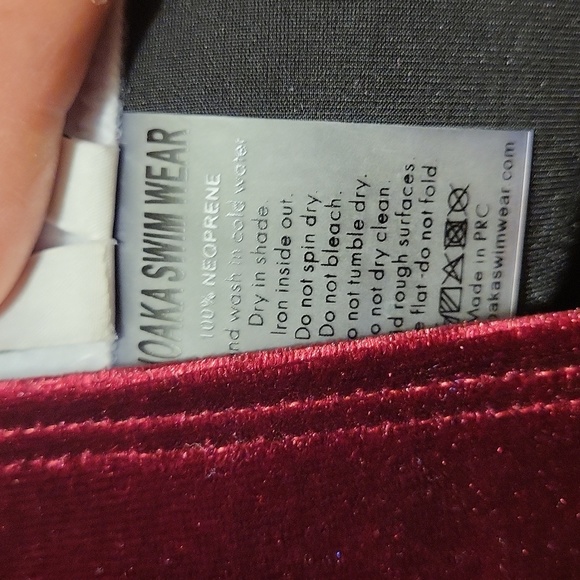 OAKA SWIM WEAR
100% NEOPRENE
nd wash in cold water
Dry in shade.
Iron inside out.
Do not spin dry.
Do not bleach.
o not tumble dry.
o not dry clean.
d rough surfaces.
e flat -do not fold
Made in PRC
akaswimwear.com